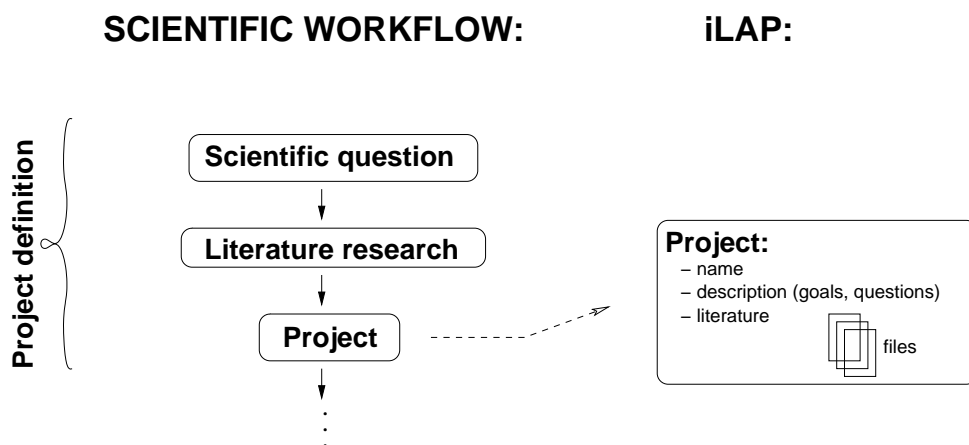 SCIENTIFIC WORKFLOW:
iLAP:
Project definition
Scientific question
Literature research
Project
Project:
– name
– description (goals, questions)
– literature
files